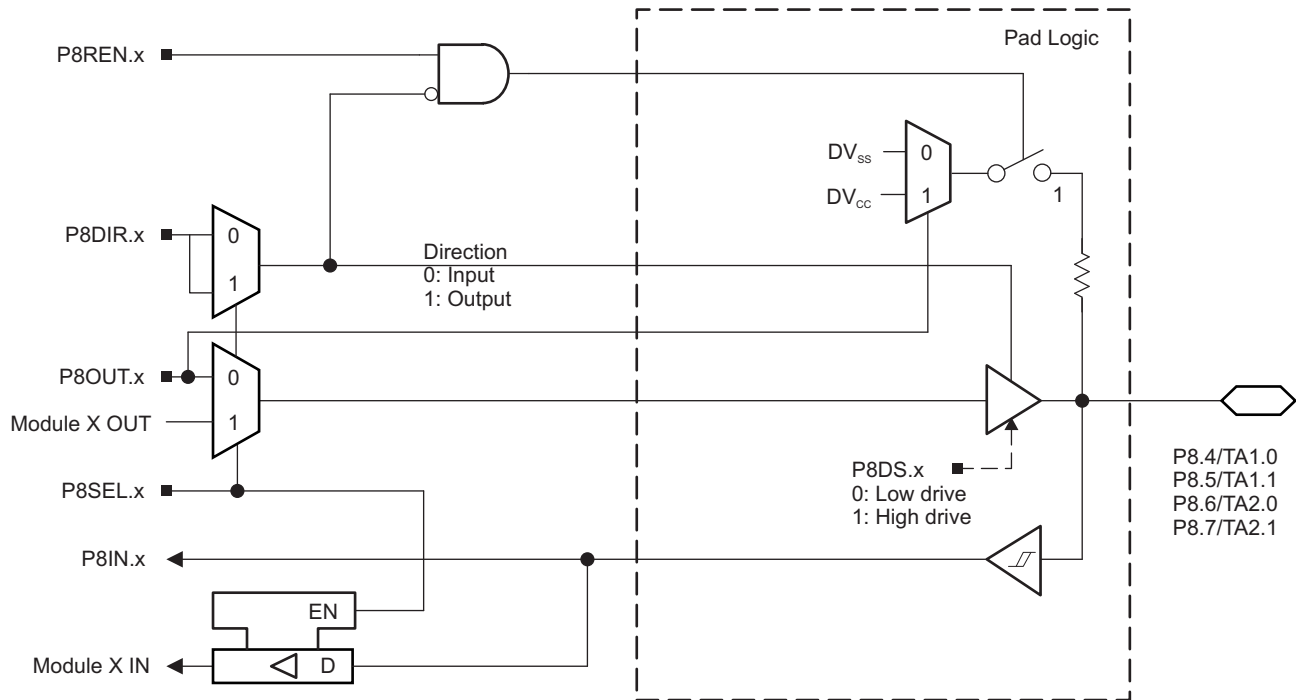 Pad Logic
P8REN.x
DVSS
0
DVCC
1
1
P8DIR.x
0
1
Direction
0: Input
1: Output
P8OUT.x
0
Module X OUT
1
P8DS.x
0: Low drive
1: High drive
P8.4/TA1.0
P8.5/TA1.1
P8.6/TA2.0
P8.7/TA2.1
P8SEL.x
P8IN.x
EN
Module X IN
D